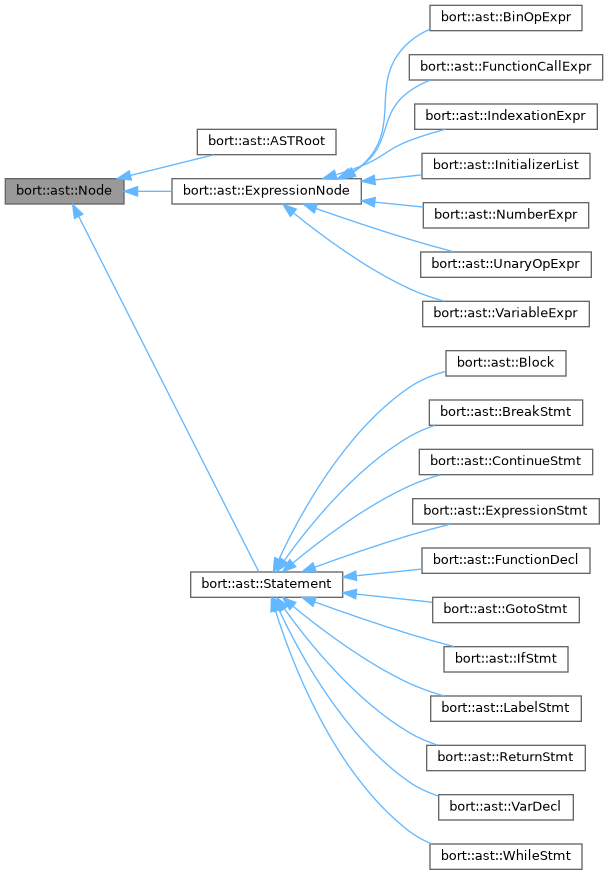 bort::ast::Node
bort::ast::ASTRoot
bort::ast::ExpressionNode
bort::ast::BinOpExpr
bort::ast::FunctionCallExpr
bort::ast::IndexationExpr
bort::ast::InitializerList
bort::ast::NumberExpr
bort::ast::UnaryOpExpr
bort::ast::VariableExpr
bort::ast::Statement
bort::ast::Block
bort::ast::BreakStmt
bort::ast::ContinueStmt
bort::ast::ExpressionStmt
bort::ast::FunctionDecl
bort::ast::GotoStmt
bort::ast::IfStmt
bort::ast::LabelStmt
bort::ast::ReturnStmt
bort::ast::VarDecl
bort::ast::WhileStmt